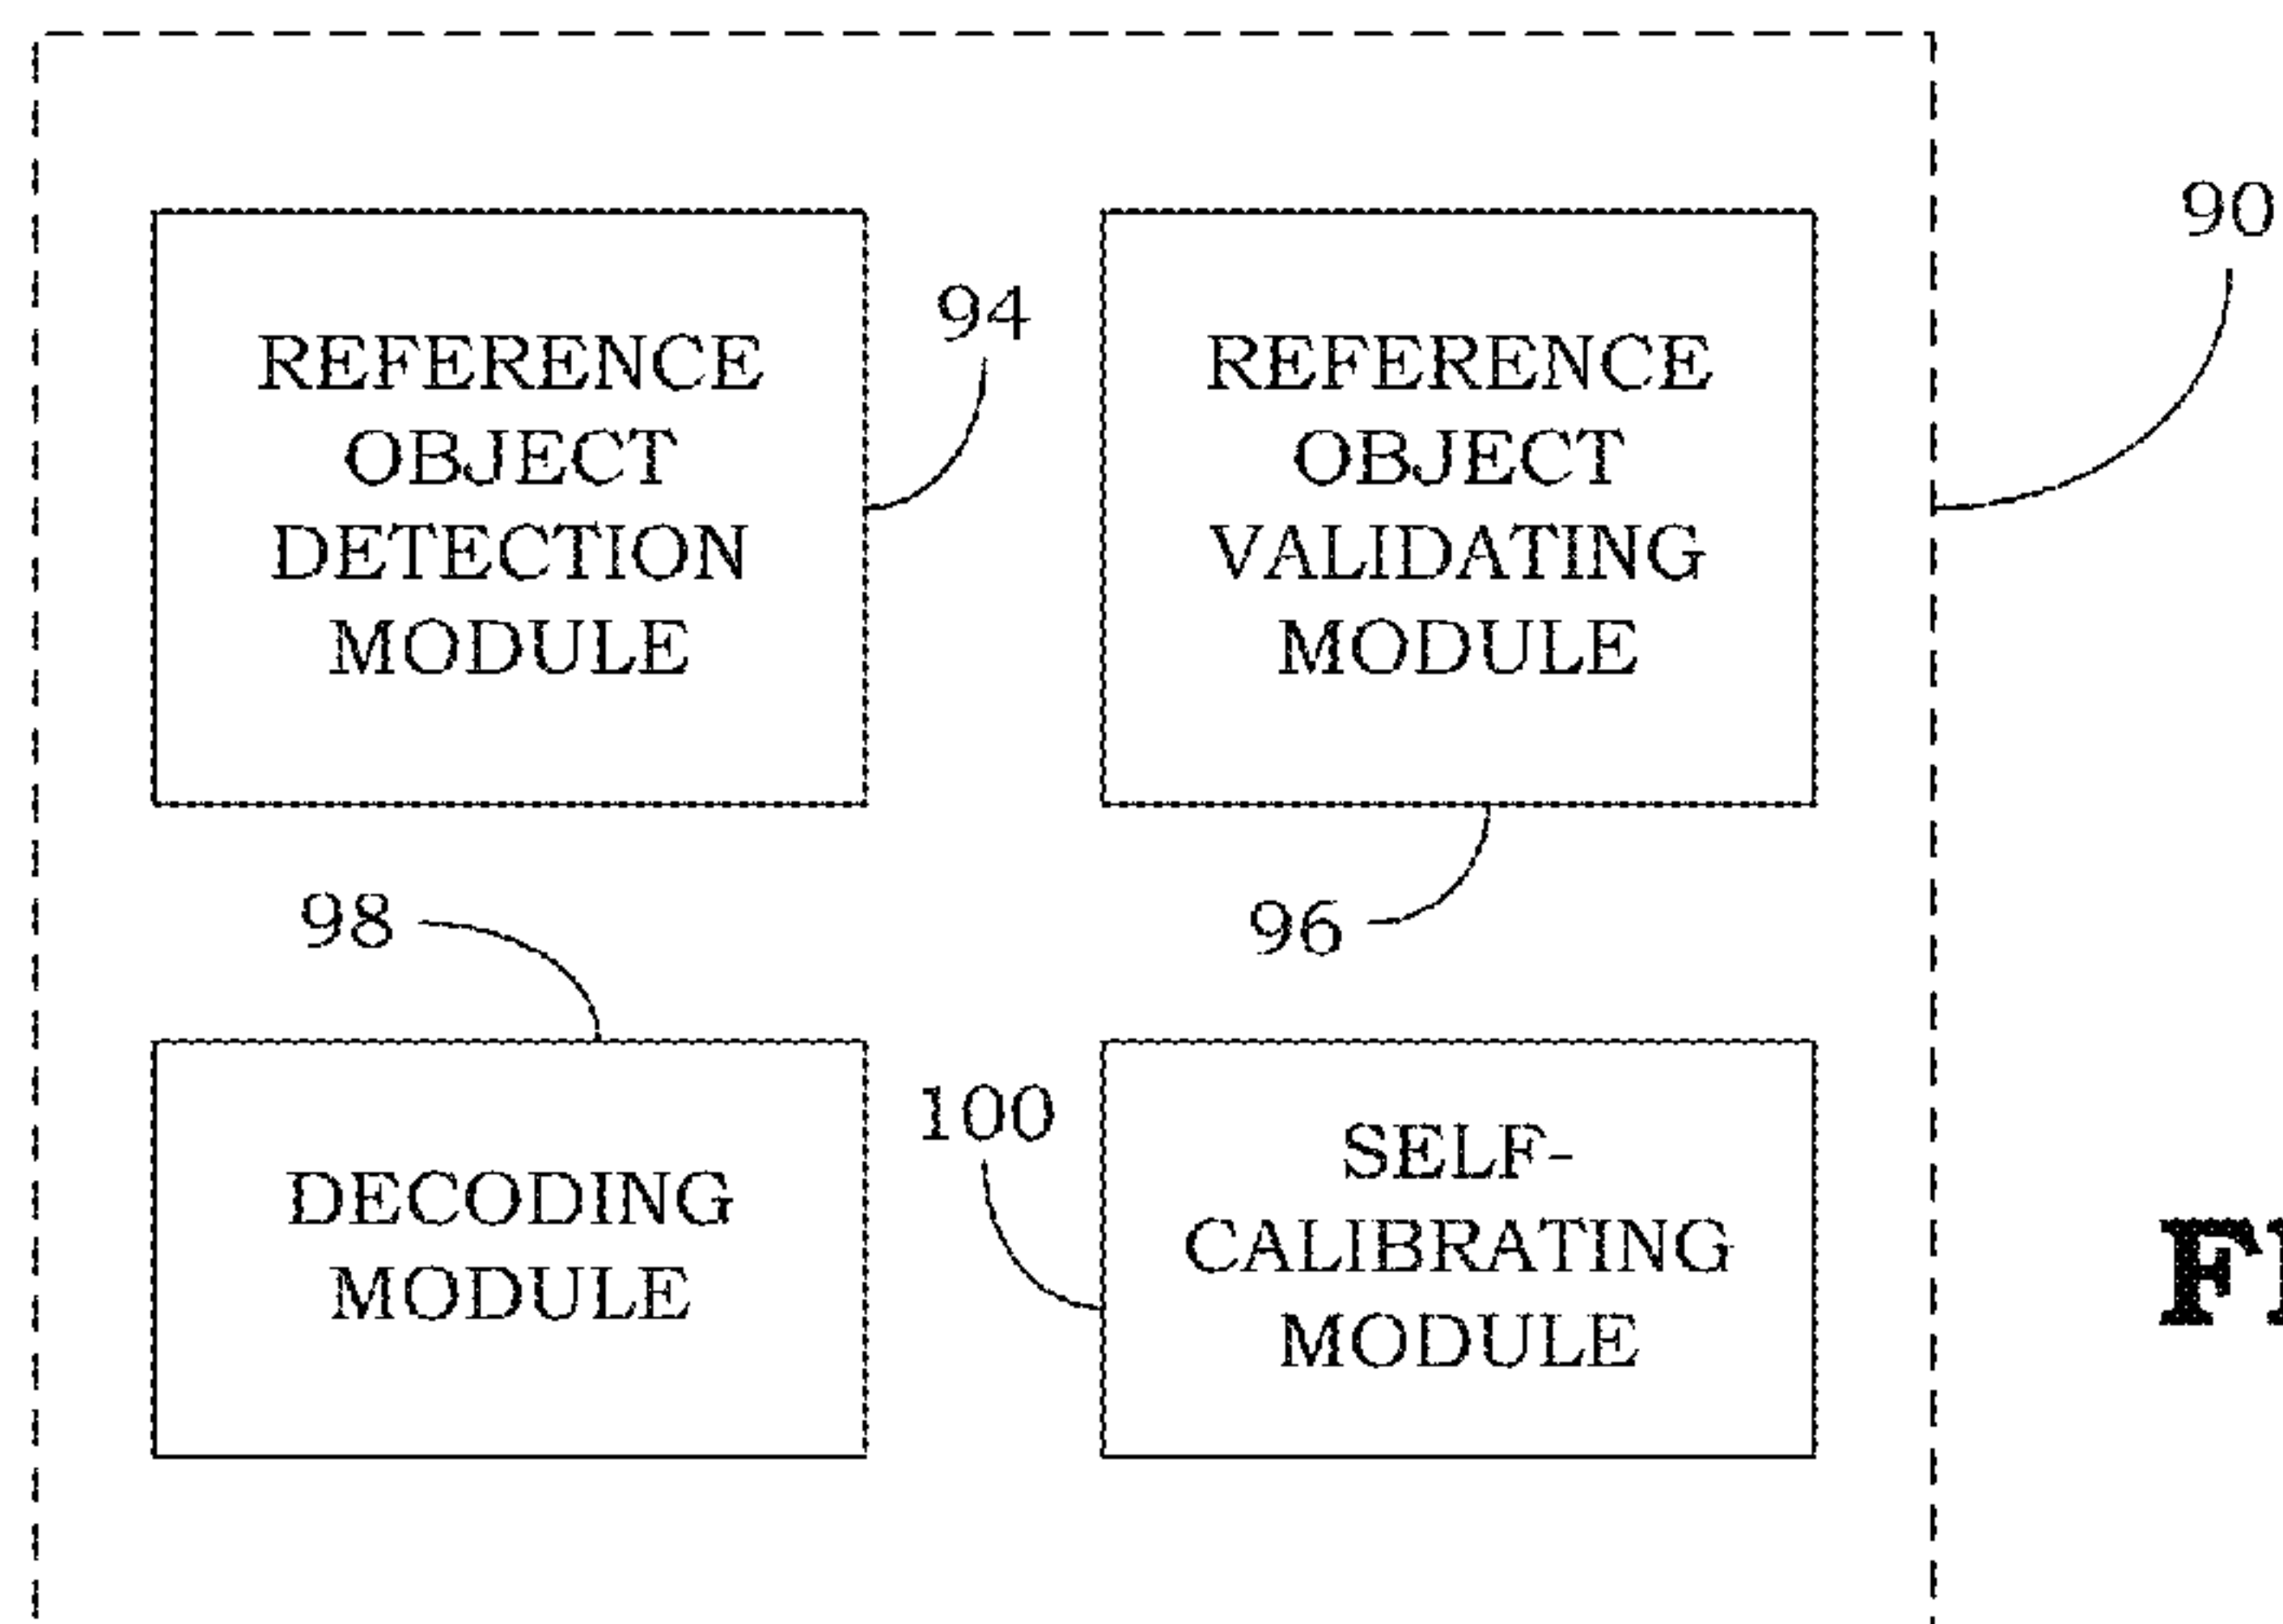 90
94
REFERENCE
OBJECT
DETECTION
MODULE
REFERENCE
OBJECT
VALIDATING
MODULE
98
96
100
DECODING
MODULE
SELF-
CALIBRATING
MODULE